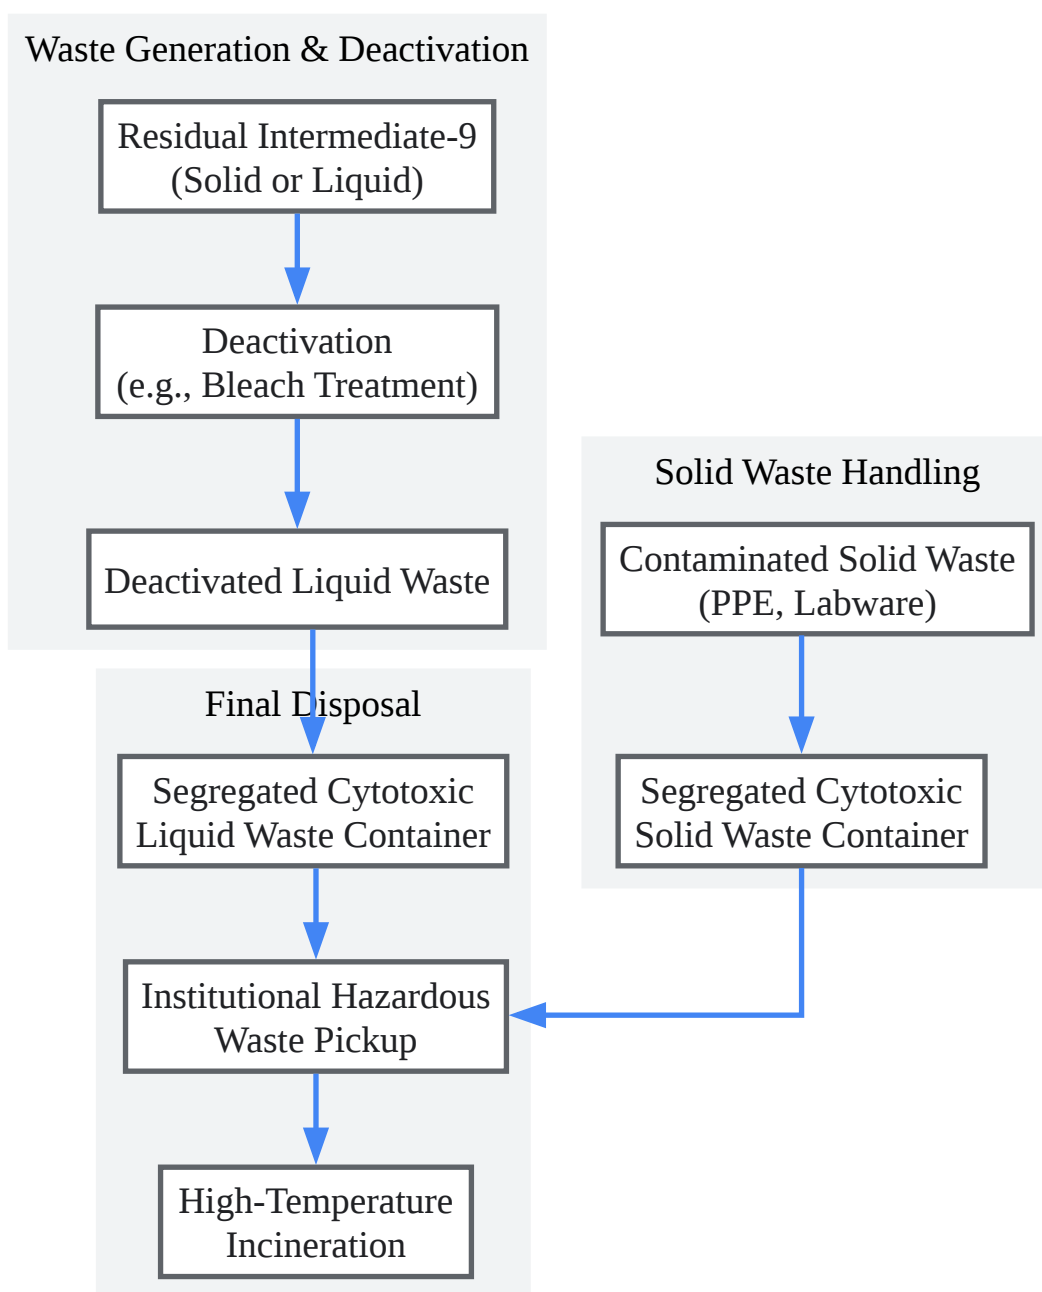 Waste Generation & Deactivation
Residual Intermediate-9
(Solid or Liquid)
Deactivation
(e.g., Bleach Treatment)
Deactivated Liquid Waste
Solid Waste Handling
Contaminated Solid Waste
(PPE, Labware)
Segregated Cytotoxic
Solid Waste Container
Final Disposal
Segregated Cytotoxic
Liquid Waste Container
Institutional Hazardous
Waste Pickup
High-Temperature
Incineration